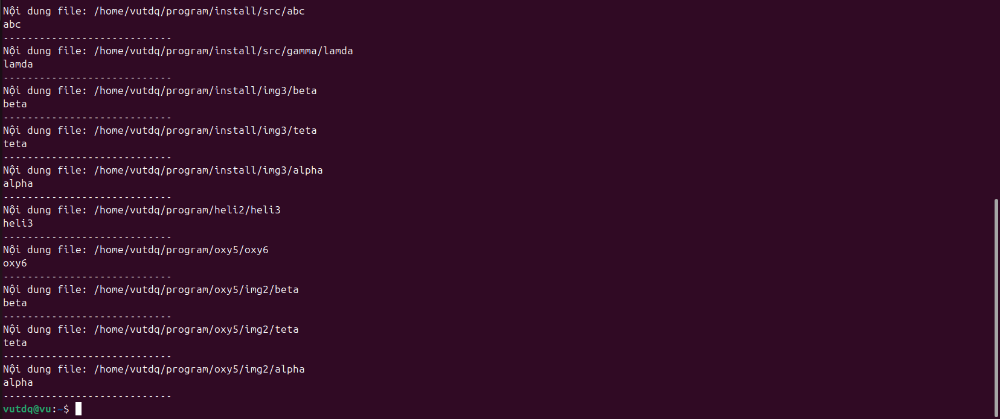 Nội dung file: /home/vutdq/program/install/src/abc
abc
----------------------------
Nội dung file: /home/vutdq/program/install/src/gamma/lamda
lamda
----------------------------
Nội dung file: /home/vutdq/program/install/img3/beta
beta
----------------------------
Nội dung file: /home/vutdq/program/install/img3/teta
teta
----------------------------
Nội dung file: /home/vutdq/program/install/img3/alpha
alpha
----------------------------
Nội dung file: /home/vutdq/program/heli2/heli3
heli3
----------------------------
Nội dung file: /home/vutdq/program/oxy5/oxy6
oxy6
----------------------------
Nội dung file: /home/vutdq/program/oxy5/img2/beta
beta
----------------------------
Nội dung file: /home/vutdq/program/oxy5/img2/teta
teta
----------------------------
Nội dung file: /home/vutdq/program/oxy5/img2/alpha
alpha
----------------------------
vutdq@vu:~$